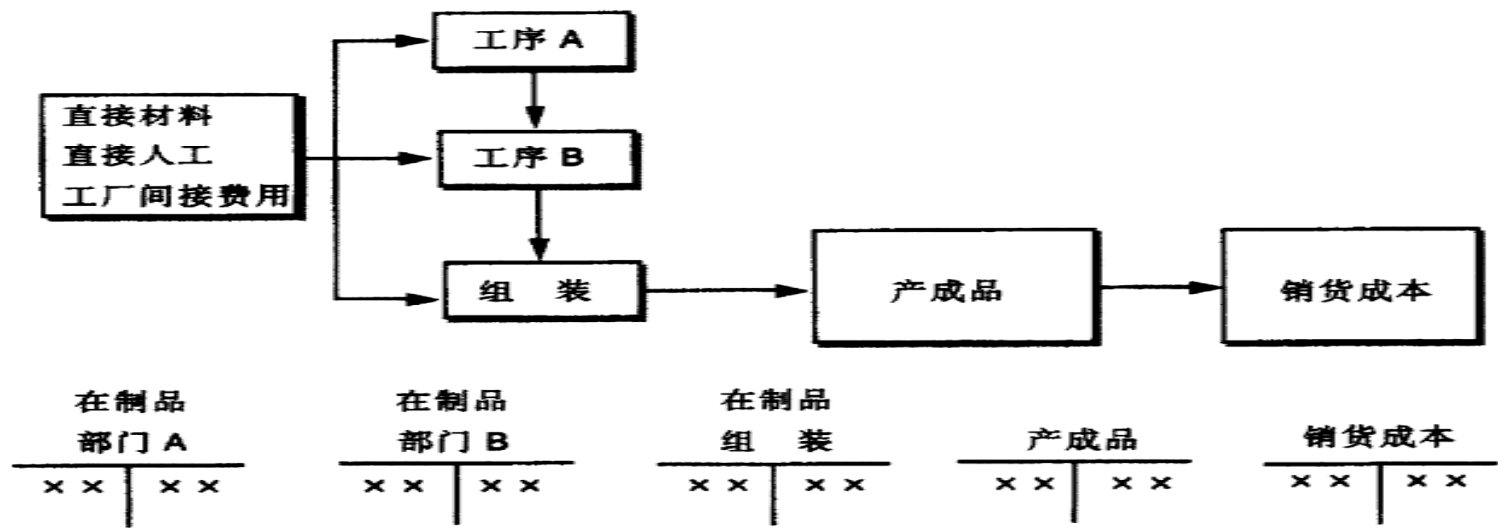 工序 A
直接材料
直接人工
工厂间接费用
工序 B
组 装
产成品
销货成本
在制品
部门 A
在制品
部门 B
在制品
组 装
产成品
销货成本
× × × ×
× × × ×
× × × ×
× × × ×
× × × ×